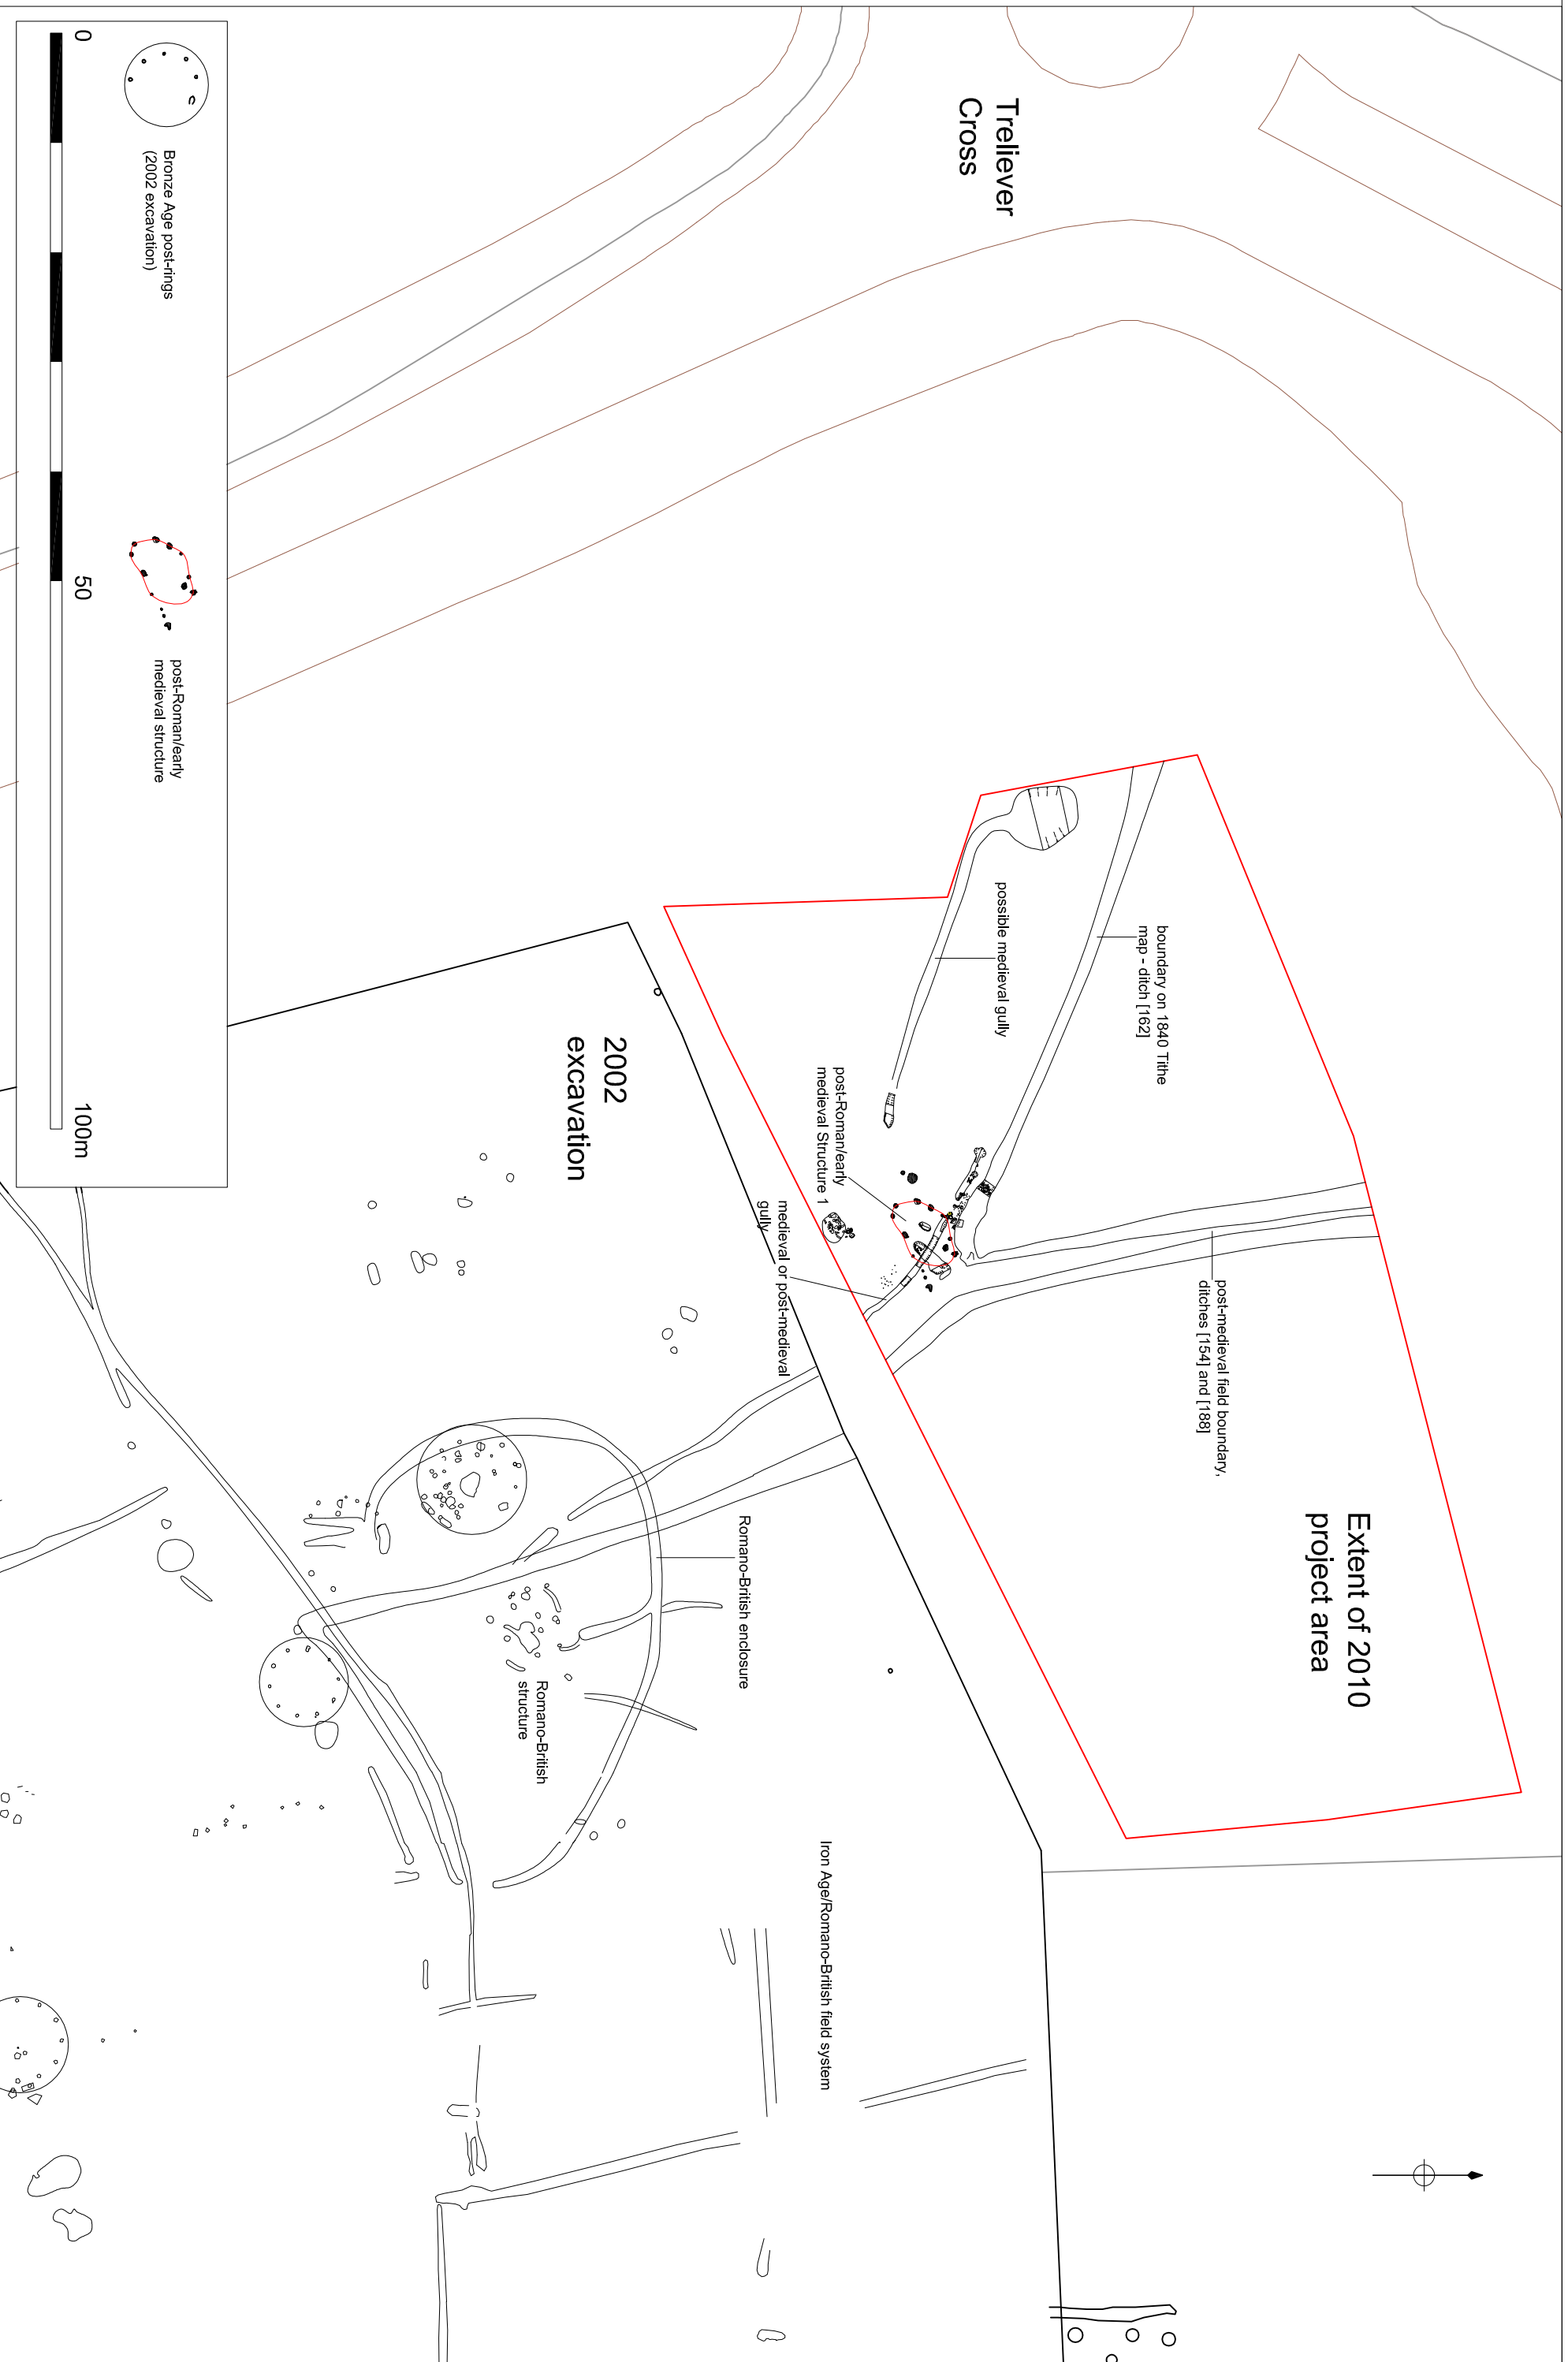 Treliever
Cross
Extent of 2010
project area
boundary on 1840 Tithe
map - ditch [162]
post-medieval field boundary,
ditches [154] and [188]
possible medieval gully
post-Roman/early
medieval Structure 1
medieval or post-medieval
gully
2002
excavation
Romano-British enclosure
Romano-British
structure
Iron Age/Romano-British field system
Bronze Age post-rings
(2002 excavation)
post-Roman/early
medieval structure
0
50
100m